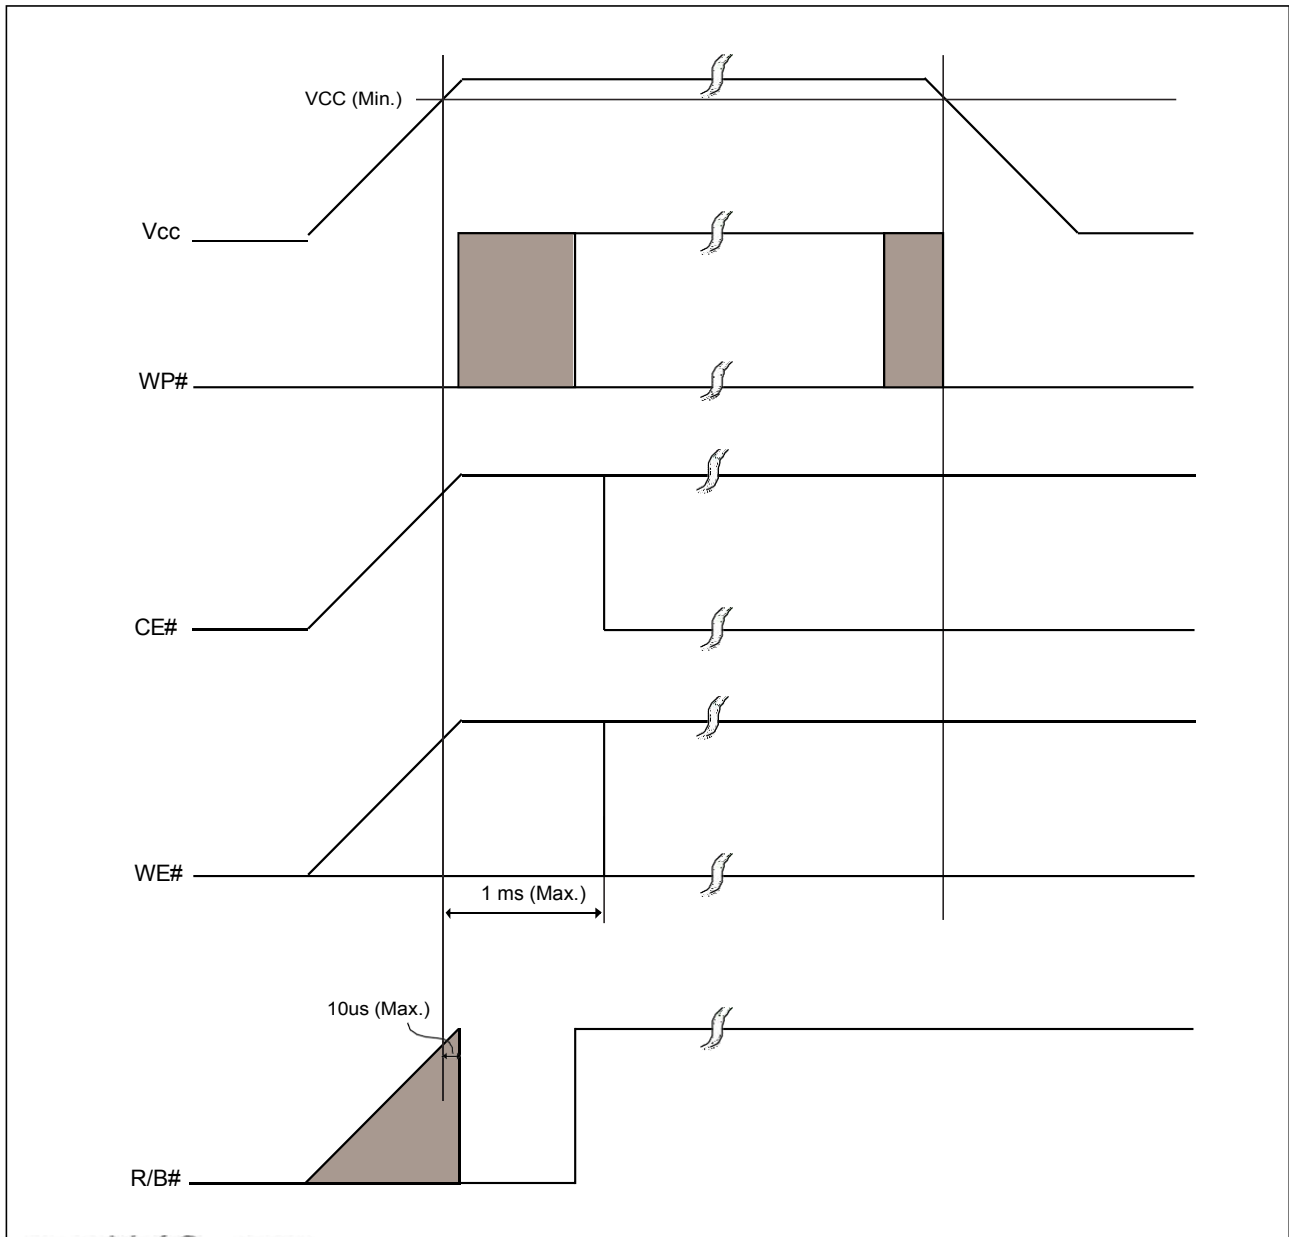 VCC (Min.)
Vcc
WP#
CE#
WE#
1 ms (Max.)
10us (Max.)
R/B#